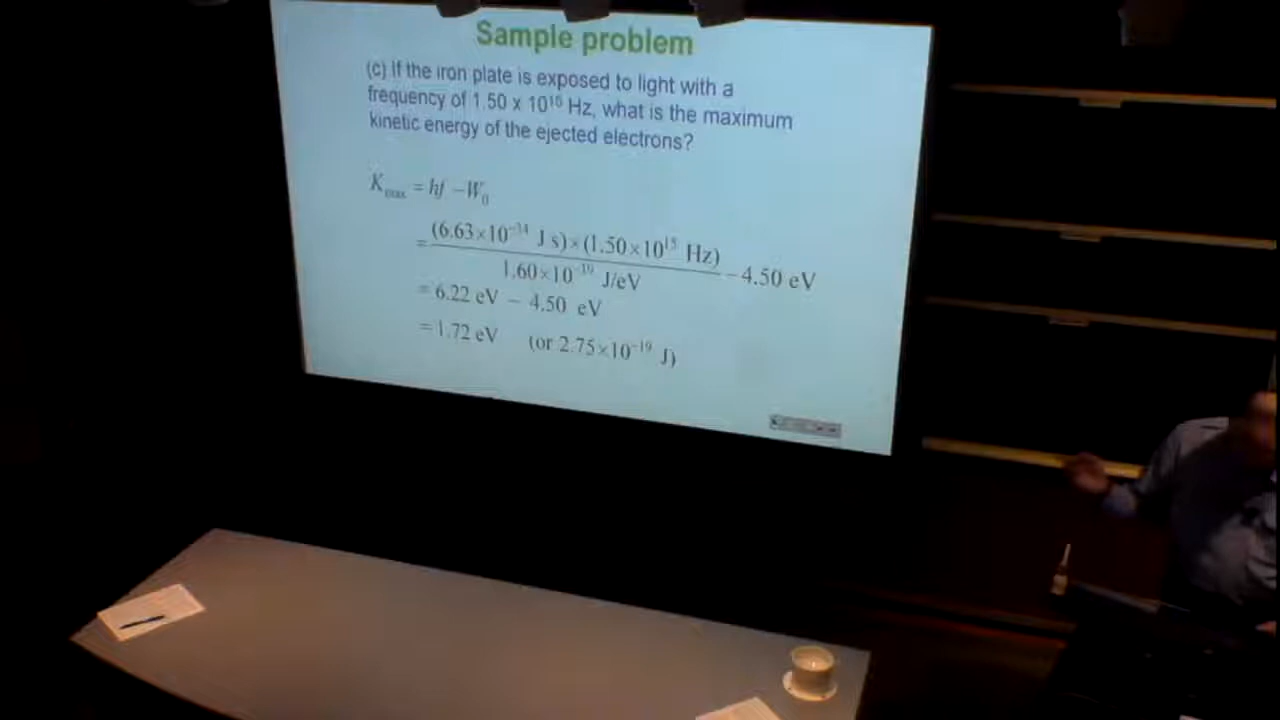 Sample problem
(c) If the iron plate is exposed to light with a
frequency of 1.50 x 10¹⁵ Hz, what is the maximum
kinetic energy of the ejected electrons?
K_max = hf − W₀
= (6.63×10⁻³⁴ J s)×(1.50×10¹⁵ Hz) / 1.60×10⁻¹⁹ J/eV − 4.50 eV
= 6.22 eV − 4.50 eV
= 1.72 eV (or 2.75×10⁻¹⁹ J)